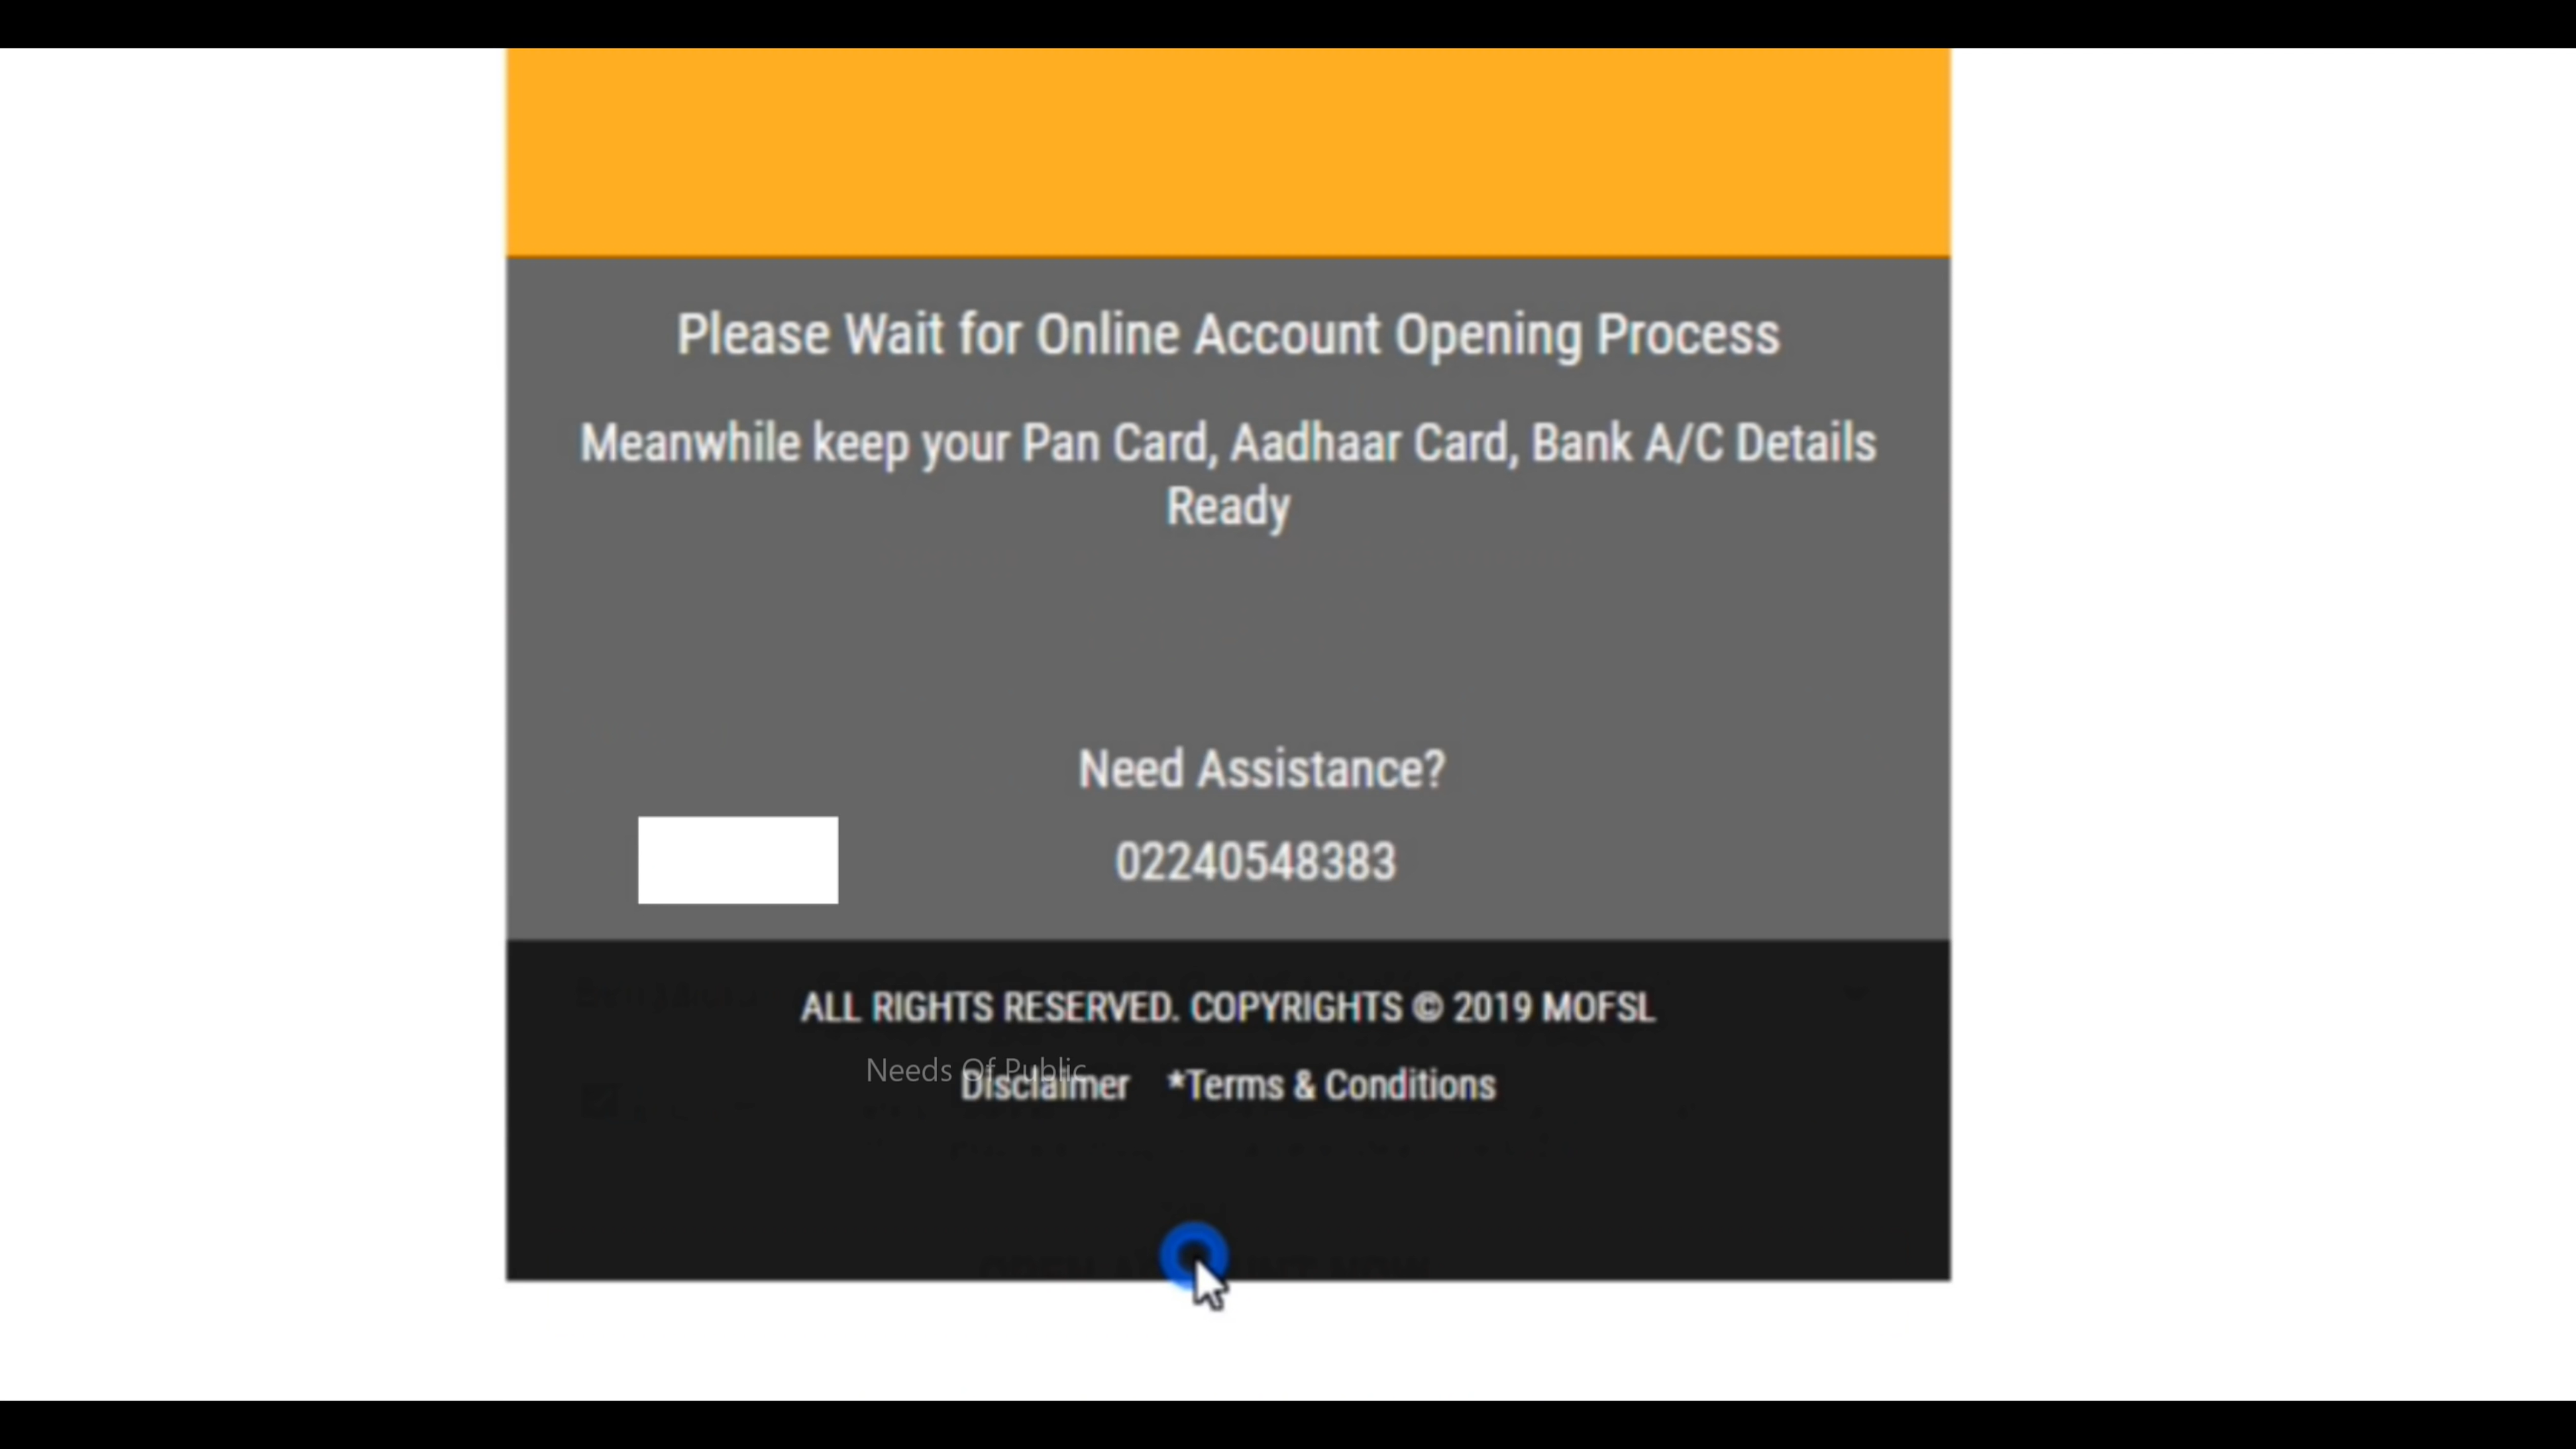 Please Wait for Online Account Opening Process
Meanwhile keep your Pan Card, Aadhaar Card, Bank A/C Details
Ready
Need Assistance?
02240548383
ALL RIGHTS RESERVED. COPYRIGHTS © 2019 MOFSL
Needs Of Public
Disclaimer *Terms & Conditions